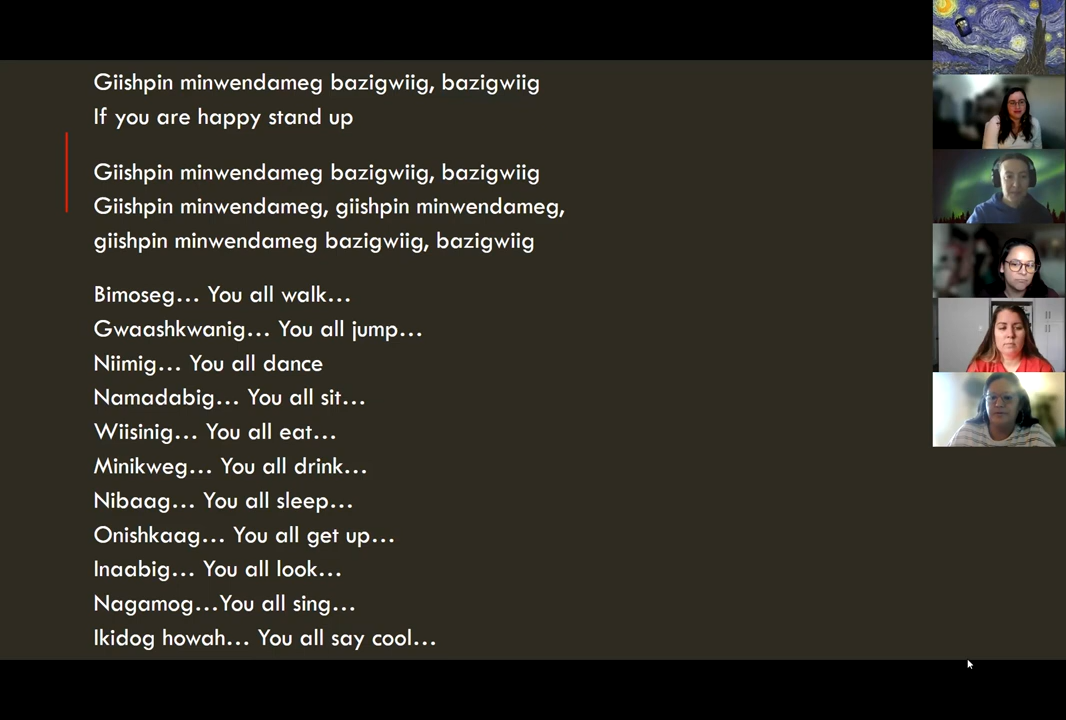 Giishpin minwendameg bazigwiig, bazigwiig
If you are happy stand up
Giishpin minwendameg bazigwiig, bazigwiig
Giishpin minwendameg, giishpin minwendameg,
giishpin minwendameg bazigwiig, bazigwiig
Bimoseg... You all walk...
Gwaashkwanig... You all jump...
Niimig... You all dance
Namadabig... You all sit...
Wiisinig... You all eat...
Minikweg... You all drink...
Nibaag... You all sleep...
Onishkaag... You all get up...
Inaabig... You all look...
Nagamog...You all sing...
Ikidog howah... You all say cool...